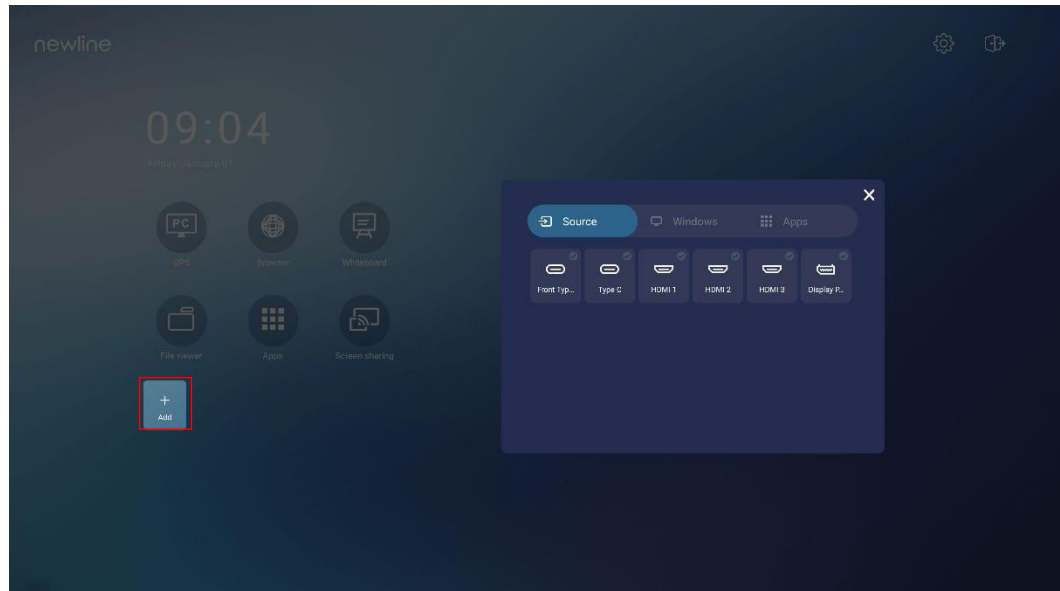 newline
09:04
Friday, January 07
PC
OPS
Browser
Whiteboard
File viewer
Apps
Screen sharing
+
Add
Source
Windows
Apps
Front Typ...
Type C
HDMI 1
HDMI 2
HDMI 3
Display P...